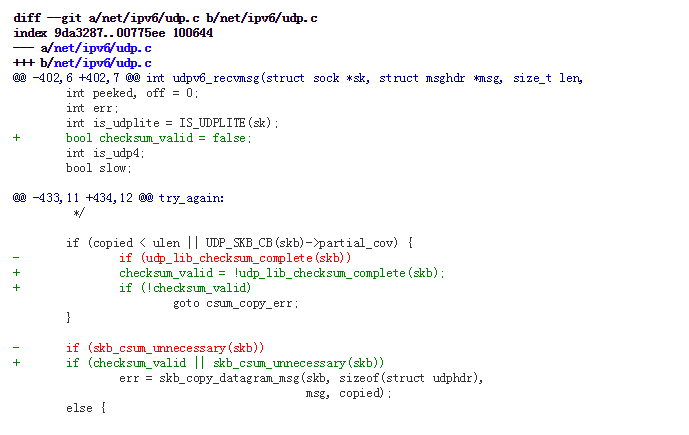 diff --git a/net/ipv6/udp.c b/net/ipv6/udp.c
index 9da3287..00775ee 100644
--- a/net/ipv6/udp.c
+++ b/net/ipv6/udp.c
@@ -402,6 +402,7 @@ int udpv6_recvmsg(struct sock *sk, struct msghdr *msg, size_t len,
int peeked, off = 0;
int err;
int is_udplite = IS_UDPLITE(sk);
+ bool checksum_valid = false;
int is_udp4;
bool slow;
@@ -433,11 +434,12 @@ try_again:
*/
if (copied < ulen || UDP_SKB_CB(skb)->partial_cov) {
- if (udp_lib_checksum_complete(skb))
+ checksum_valid = !udp_lib_checksum_complete(skb);
+ if (!checksum_valid)
goto csum_copy_err;
}
- if (skb_csum_unnecessary(skb))
+ if (checksum_valid || skb_csum_unnecessary(skb))
err = skb_copy_datagram_msg(skb, sizeof(struct udphdr),
msg, copied);
else {